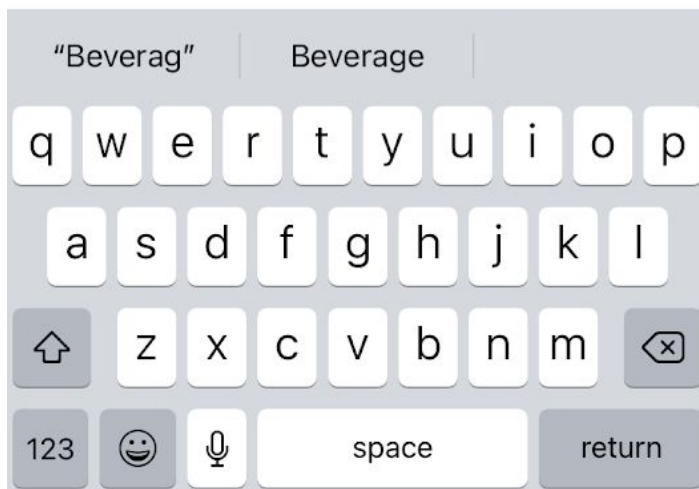 “Beverag” Beverage
q w e r t y u i o p
a s d f g h j k l
z x c v b n m
123 space return